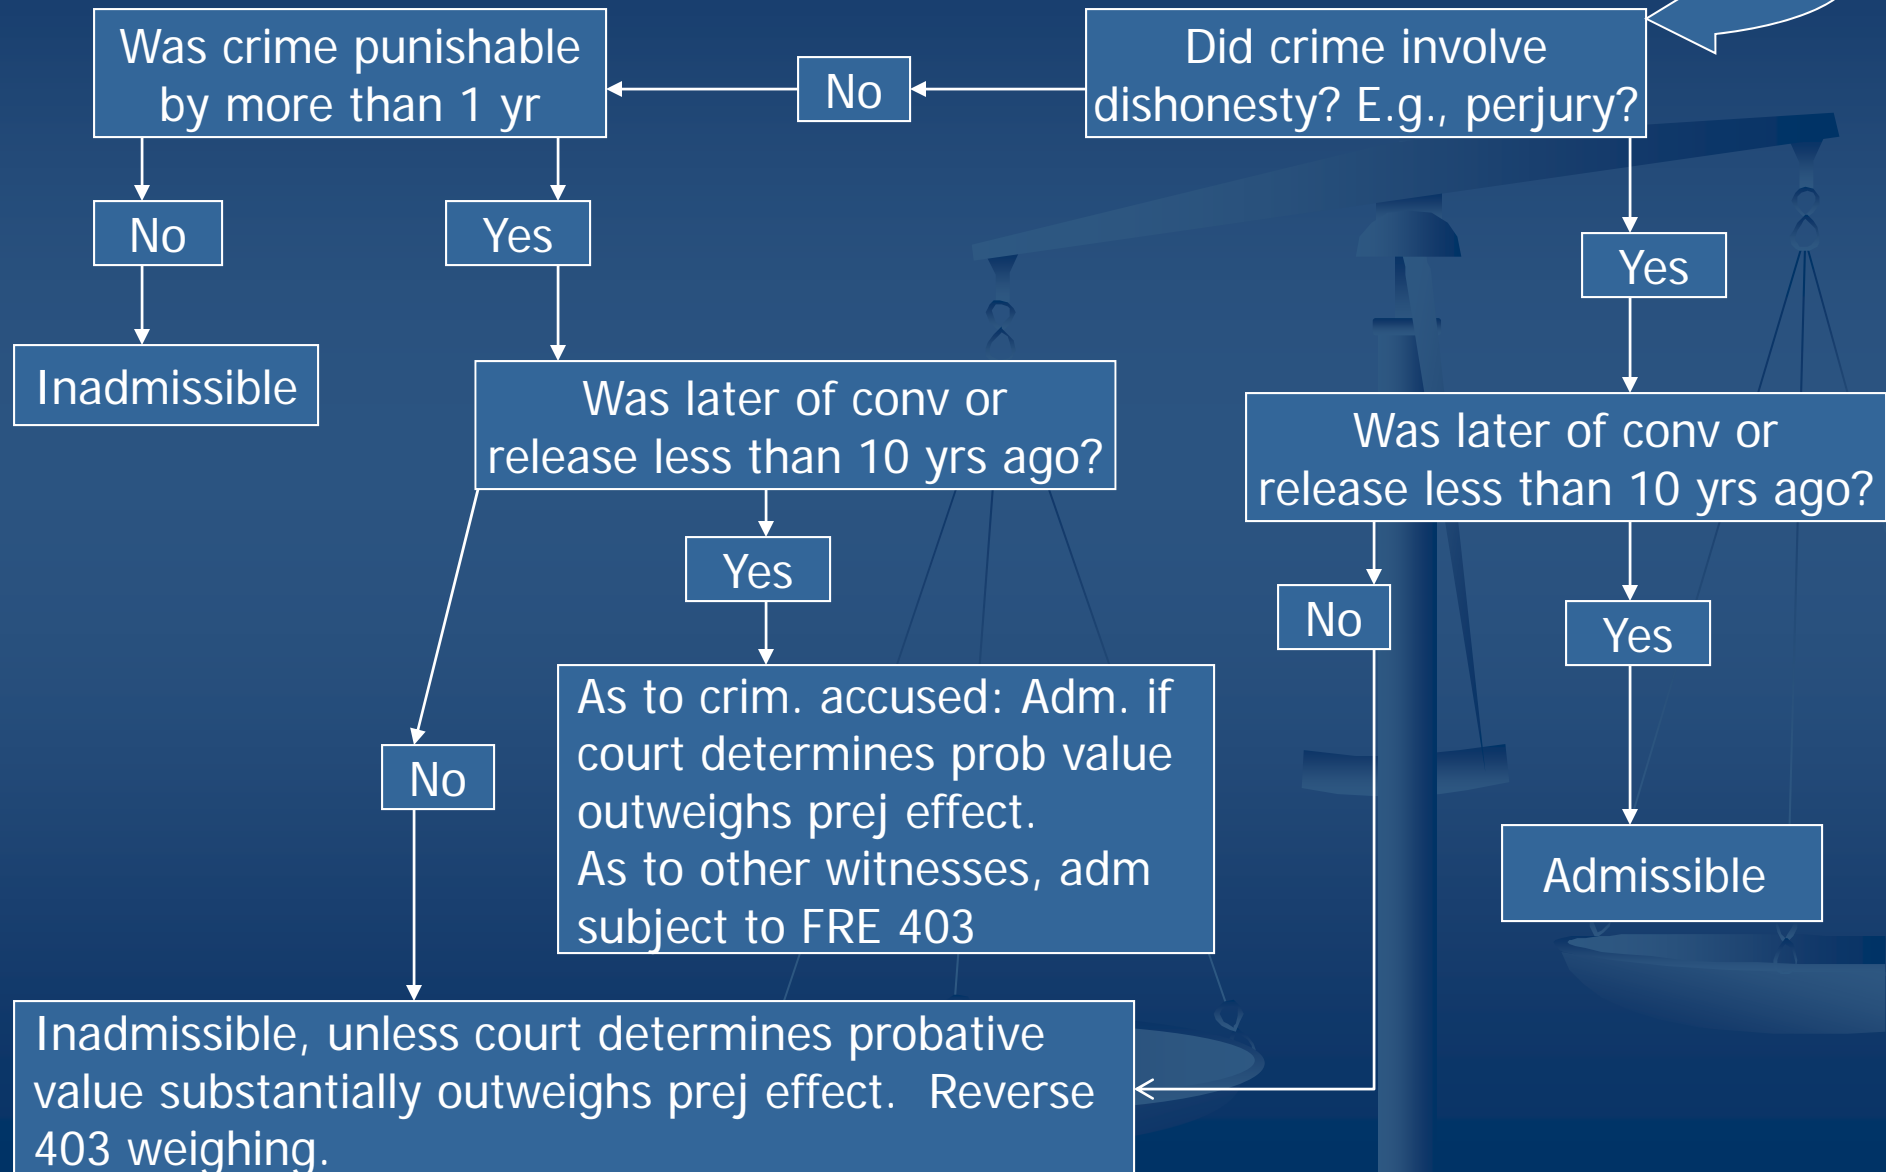 Did crime involve
dishonesty? E.g., perjury?
No
Was crime punishable
by more than 1 yr
No
Yes
Yes
Inadmissible
Was later of conv or
release less than 10 yrs ago?
Was later of conv or
release less than 10 yrs ago?
Yes
No
Yes
As to crim. accused: Adm. if
court determines prob value
outweighs prej effect.
As to other witnesses, adm
subject to FRE 403
No
Admissible
Inadmissible, unless court determines probative
value substantially outweighs prej effect. Reverse
403 weighing.